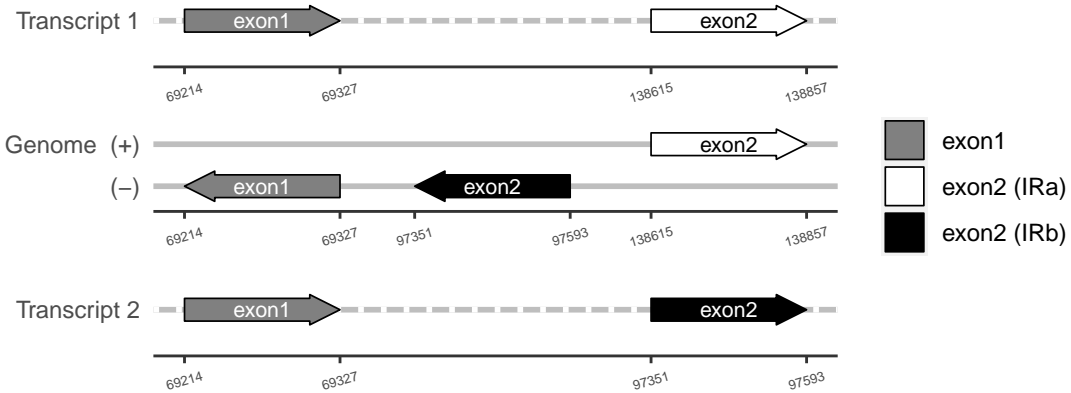 Transcript 1 exon1 exon2
69214 69327 138615 138857
Genome (+) exon2
(−) exon1 exon2
69214 69327 97351 97593 138615 138857
Transcript 2 exon1 exon2
69214 69327 97351 97593
exon1
exon2 (IRa)
exon2 (IRb)